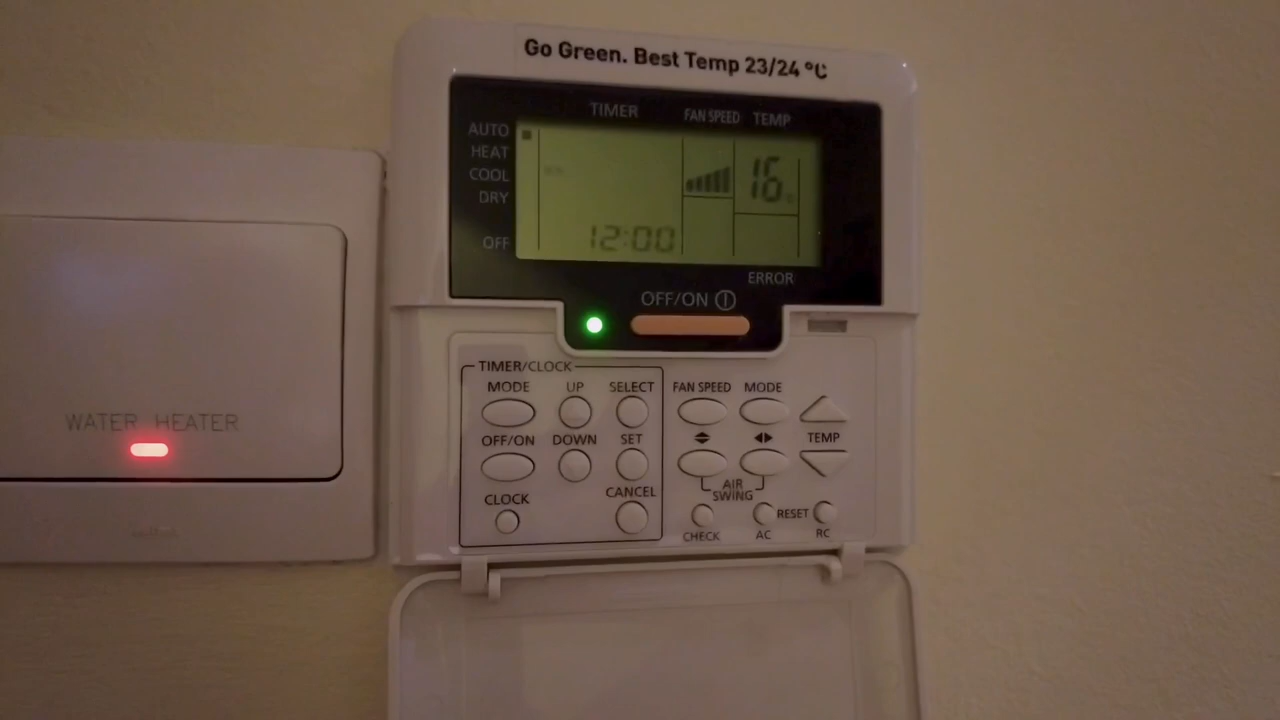 Go Green. Best Temp 23/24 °C
TIMER FAN SPEED TEMP
AUTO
HEAT
COOL
DRY
OFF
16 °C
12:00
ERROR
OFF/ON
TIMER/CLOCK
MODE UP SELECT FAN SPEED MODE
OFF/ON DOWN SET TEMP
AIR
SWING
CLOCK CANCEL
RESET
CHECK AC RC
WATER HEATER